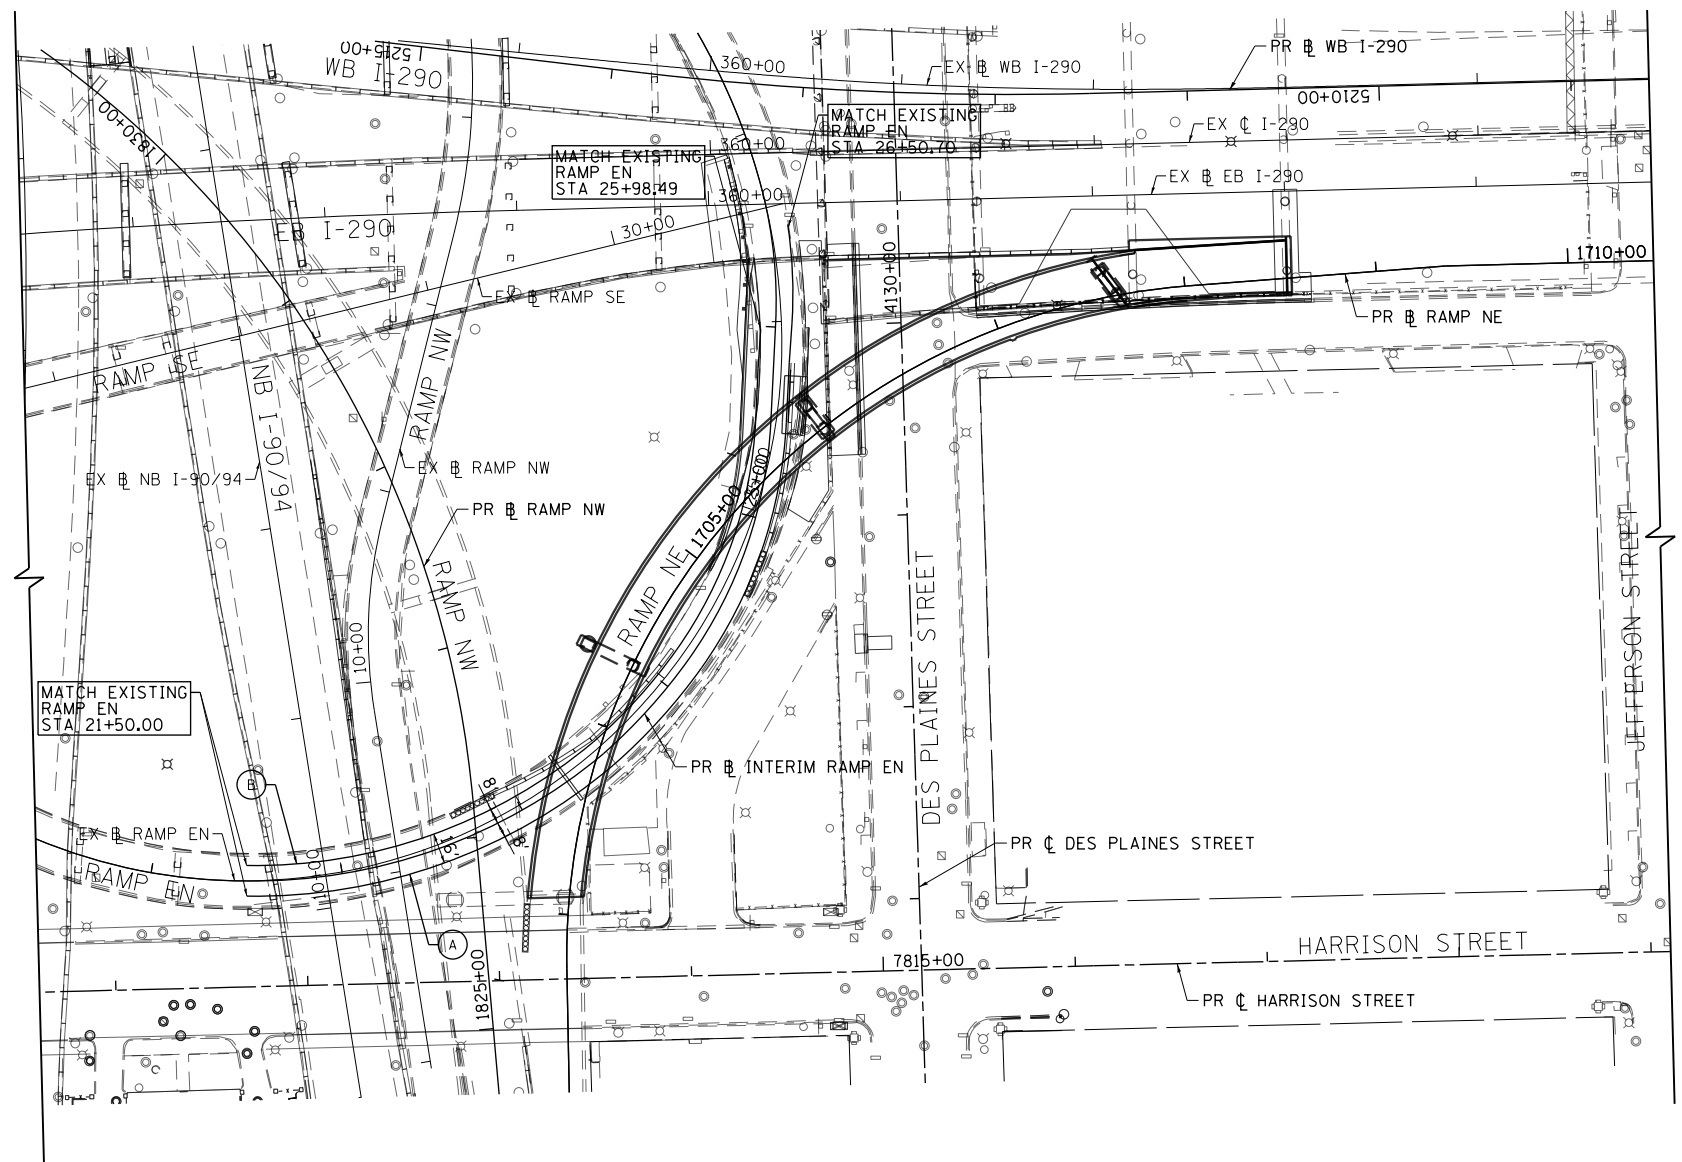 5215+00
WB I-290
360+00
EX ℄ WB I-290
PR ℄ WB I-290
5210+00
1830+00
MATCH EXISTING
RAMP EN
STA 26+50.70
EX ℄ I-290
MATCH EXISTING
RAMP EN
STA 25+98.49
360+00
EX ℄ EB I-290
360+00
EB I-290
30+00
4130+00
1710+00
EX ℄ RAMP SE
PR ℄ RAMP NE
RAMP SE
RAMP NW
NB I-90/94
EX ℄ NB I-90/94
EX ℄ RAMP NW
PR ℄ RAMP NW
1705+00
RAMP NE
RAMP NW
DES PLAINES STREET
JEFFERSON STREET
10+00
MATCH EXISTING
RAMP EN
STA 21+50.00
B
PR ℄ INTERIM RAMP EN
8'
8'
16'
EX ℄ RAMP EN
RAMP EN
PR ℄ DES PLAINES STREET
A
HARRISON STREET
7815+00
1825+00
PR ℄ HARRISON STREET